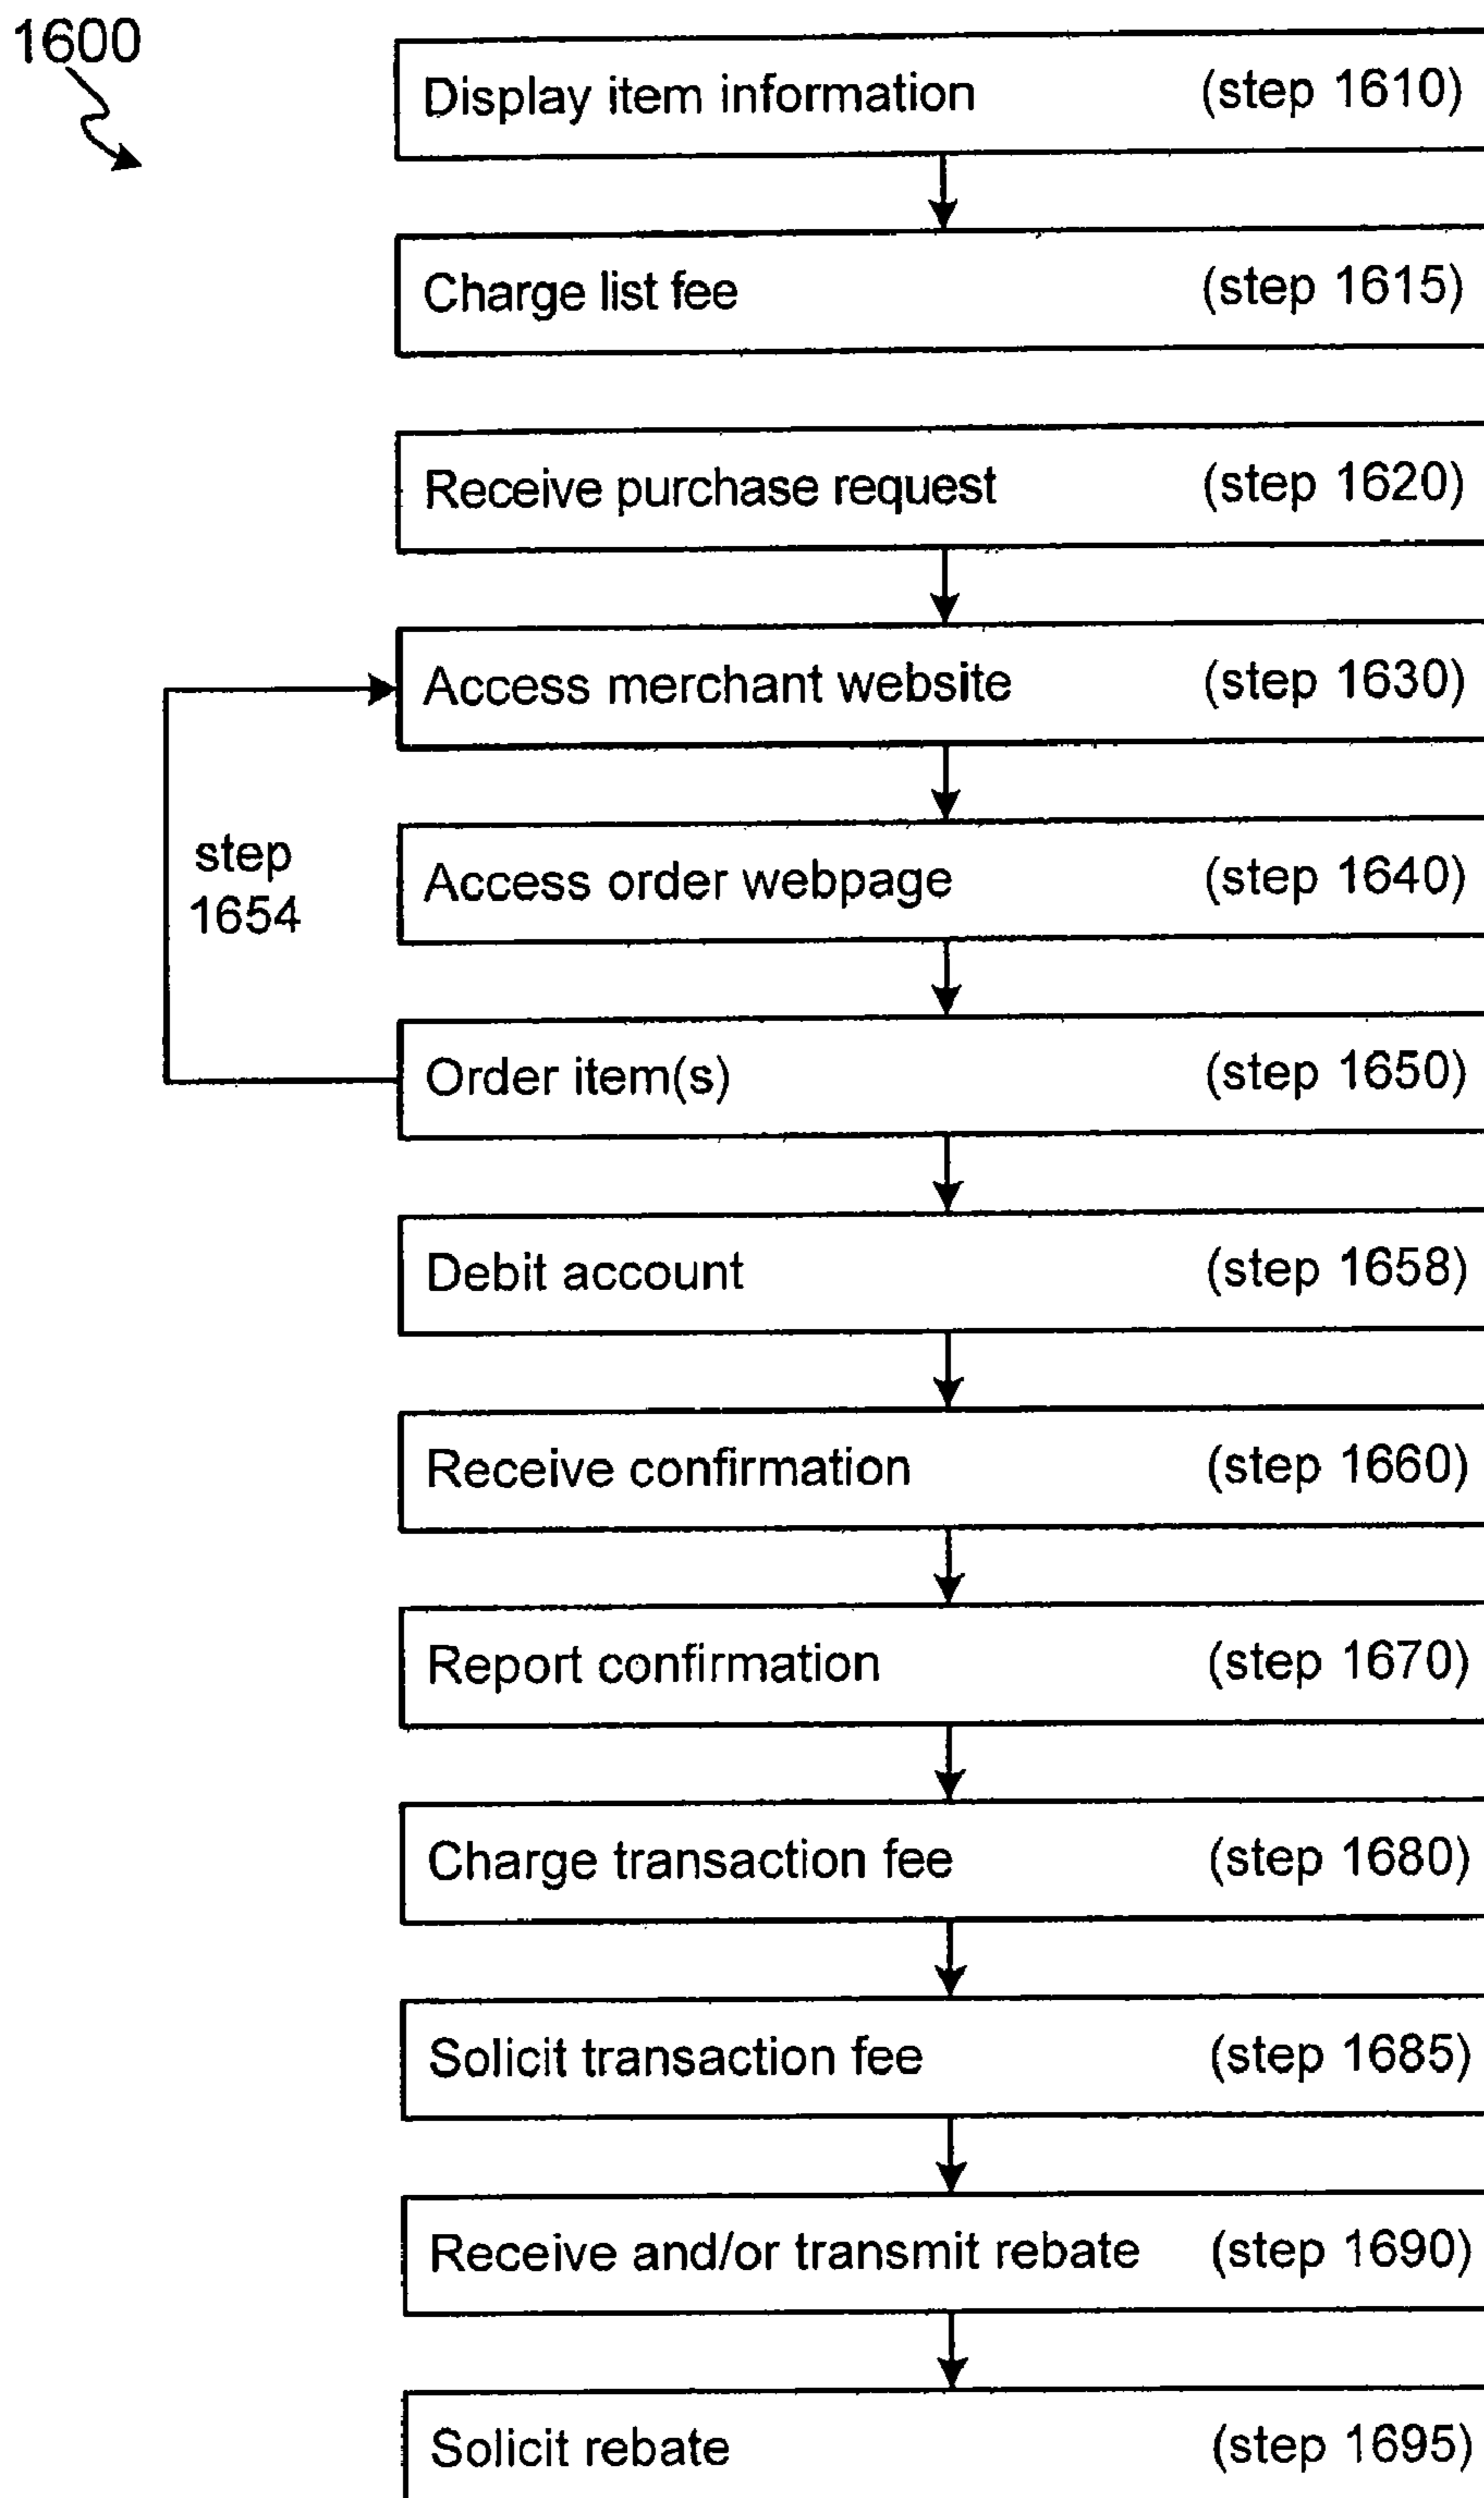 1600
Display item information (step 1610)
Charge list fee (step 1615)
Receive purchase request (step 1620)
Access merchant website (step 1630)
step
1654
Access order webpage (step 1640)
Order item(s) (step 1650)
Debit account (step 1658)
Receive confirmation (step 1660)
Report confirmation (step 1670)
Charge transaction fee (step 1680)
Solicit transaction fee (step 1685)
Receive and/or transmit rebate (step 1690)
Solicit rebate (step 1695)